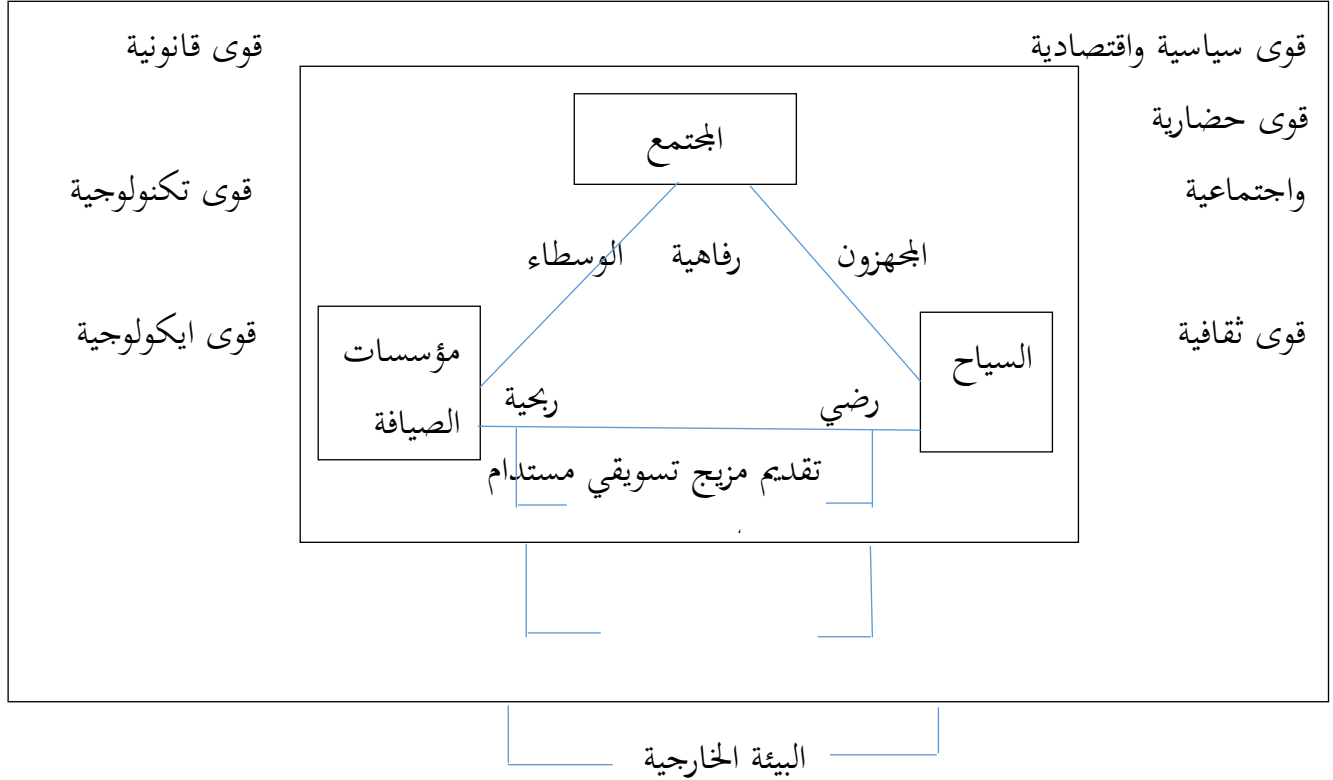 قوى سياسية واقتصادية
قوى قانونية
قوى حضارية
المجتمع
واجتماعية
قوى تكنولوجية
المجهزون
رفاهية
الوسطاء
قوى ثقافية
قوى ايكولوجية
السياح
مؤسسات
الصيافة
رضي
ربحية
تقديم مزيج تسويقي مستدام
البيئة الخارجية